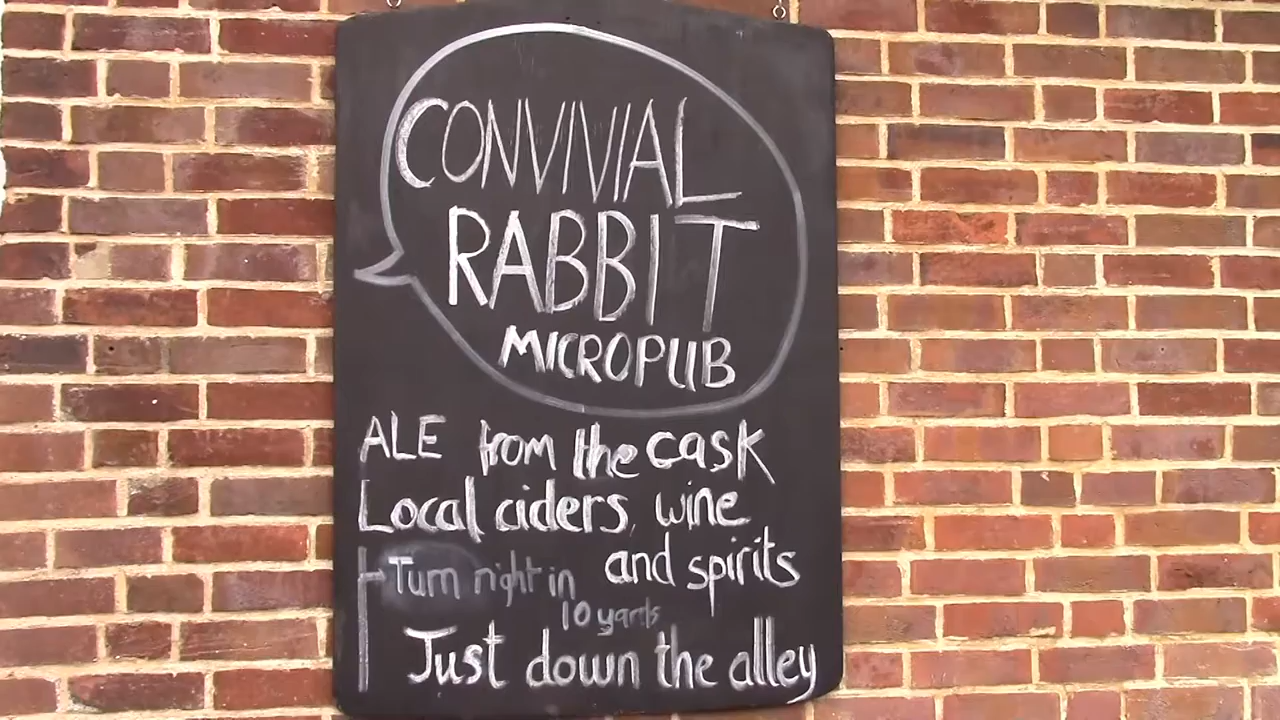 CONVIVIAL
RABBIT
MICROPUB
ALE from the cask
Local ciders, wine
and spirits
Turn right in
10 yards
Just down the alley